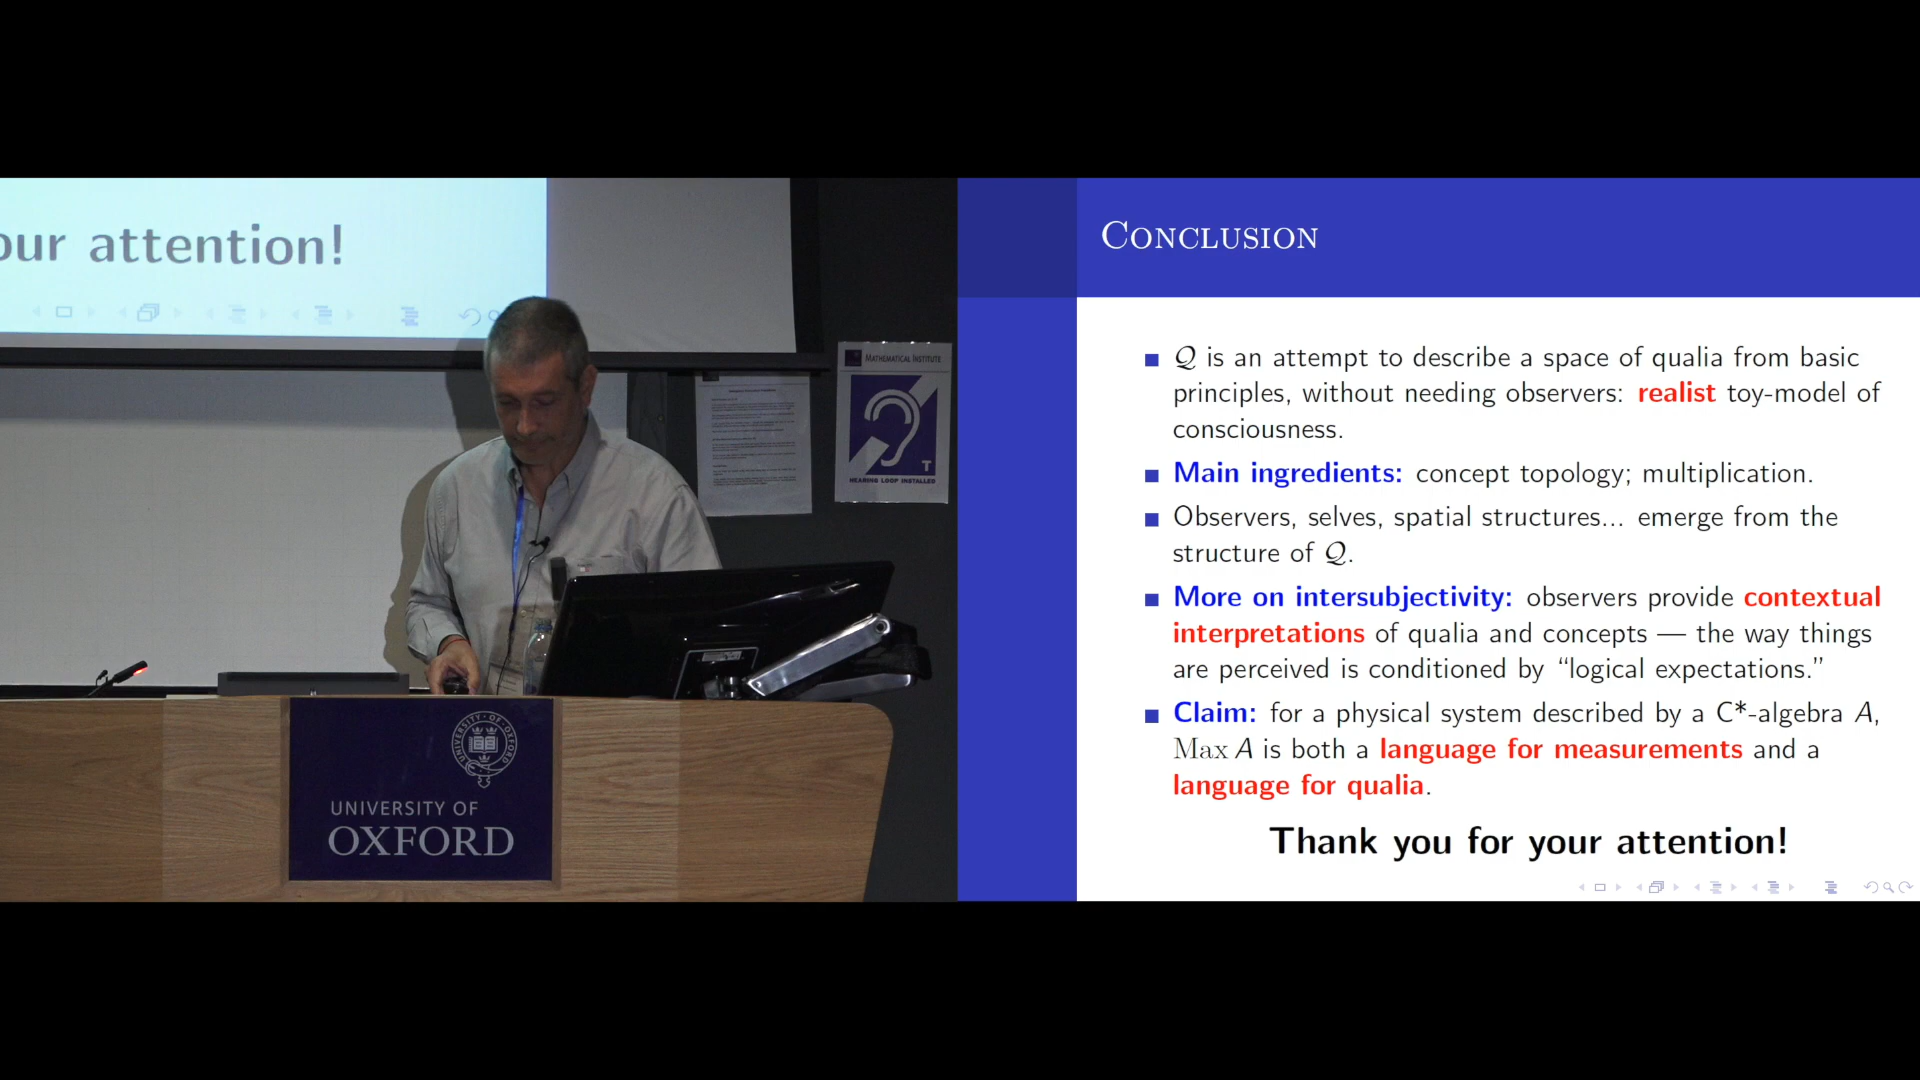 our attention!
MATHEMATICAL INSTITUTE
T
HEARING LOOP INSTALLED
UNIVERSITY OF OXFORD
UNIVERSITY OF
OXFORD
CONCLUSION
𝒬 is an attempt to describe a space of qualia from basic
principles, without needing observers: realist toy-model of
consciousness.
Main ingredients: concept topology; multiplication.
Observers, selves, spatial structures... emerge from the
structure of 𝒬.
More on intersubjectivity: observers provide contextual
interpretations of qualia and concepts — the way things
are perceived is conditioned by “logical expectations.”
Claim: for a physical system described by a C*-algebra A,
Max A is both a language for measurements and a
language for qualia.
Thank you for your attention!